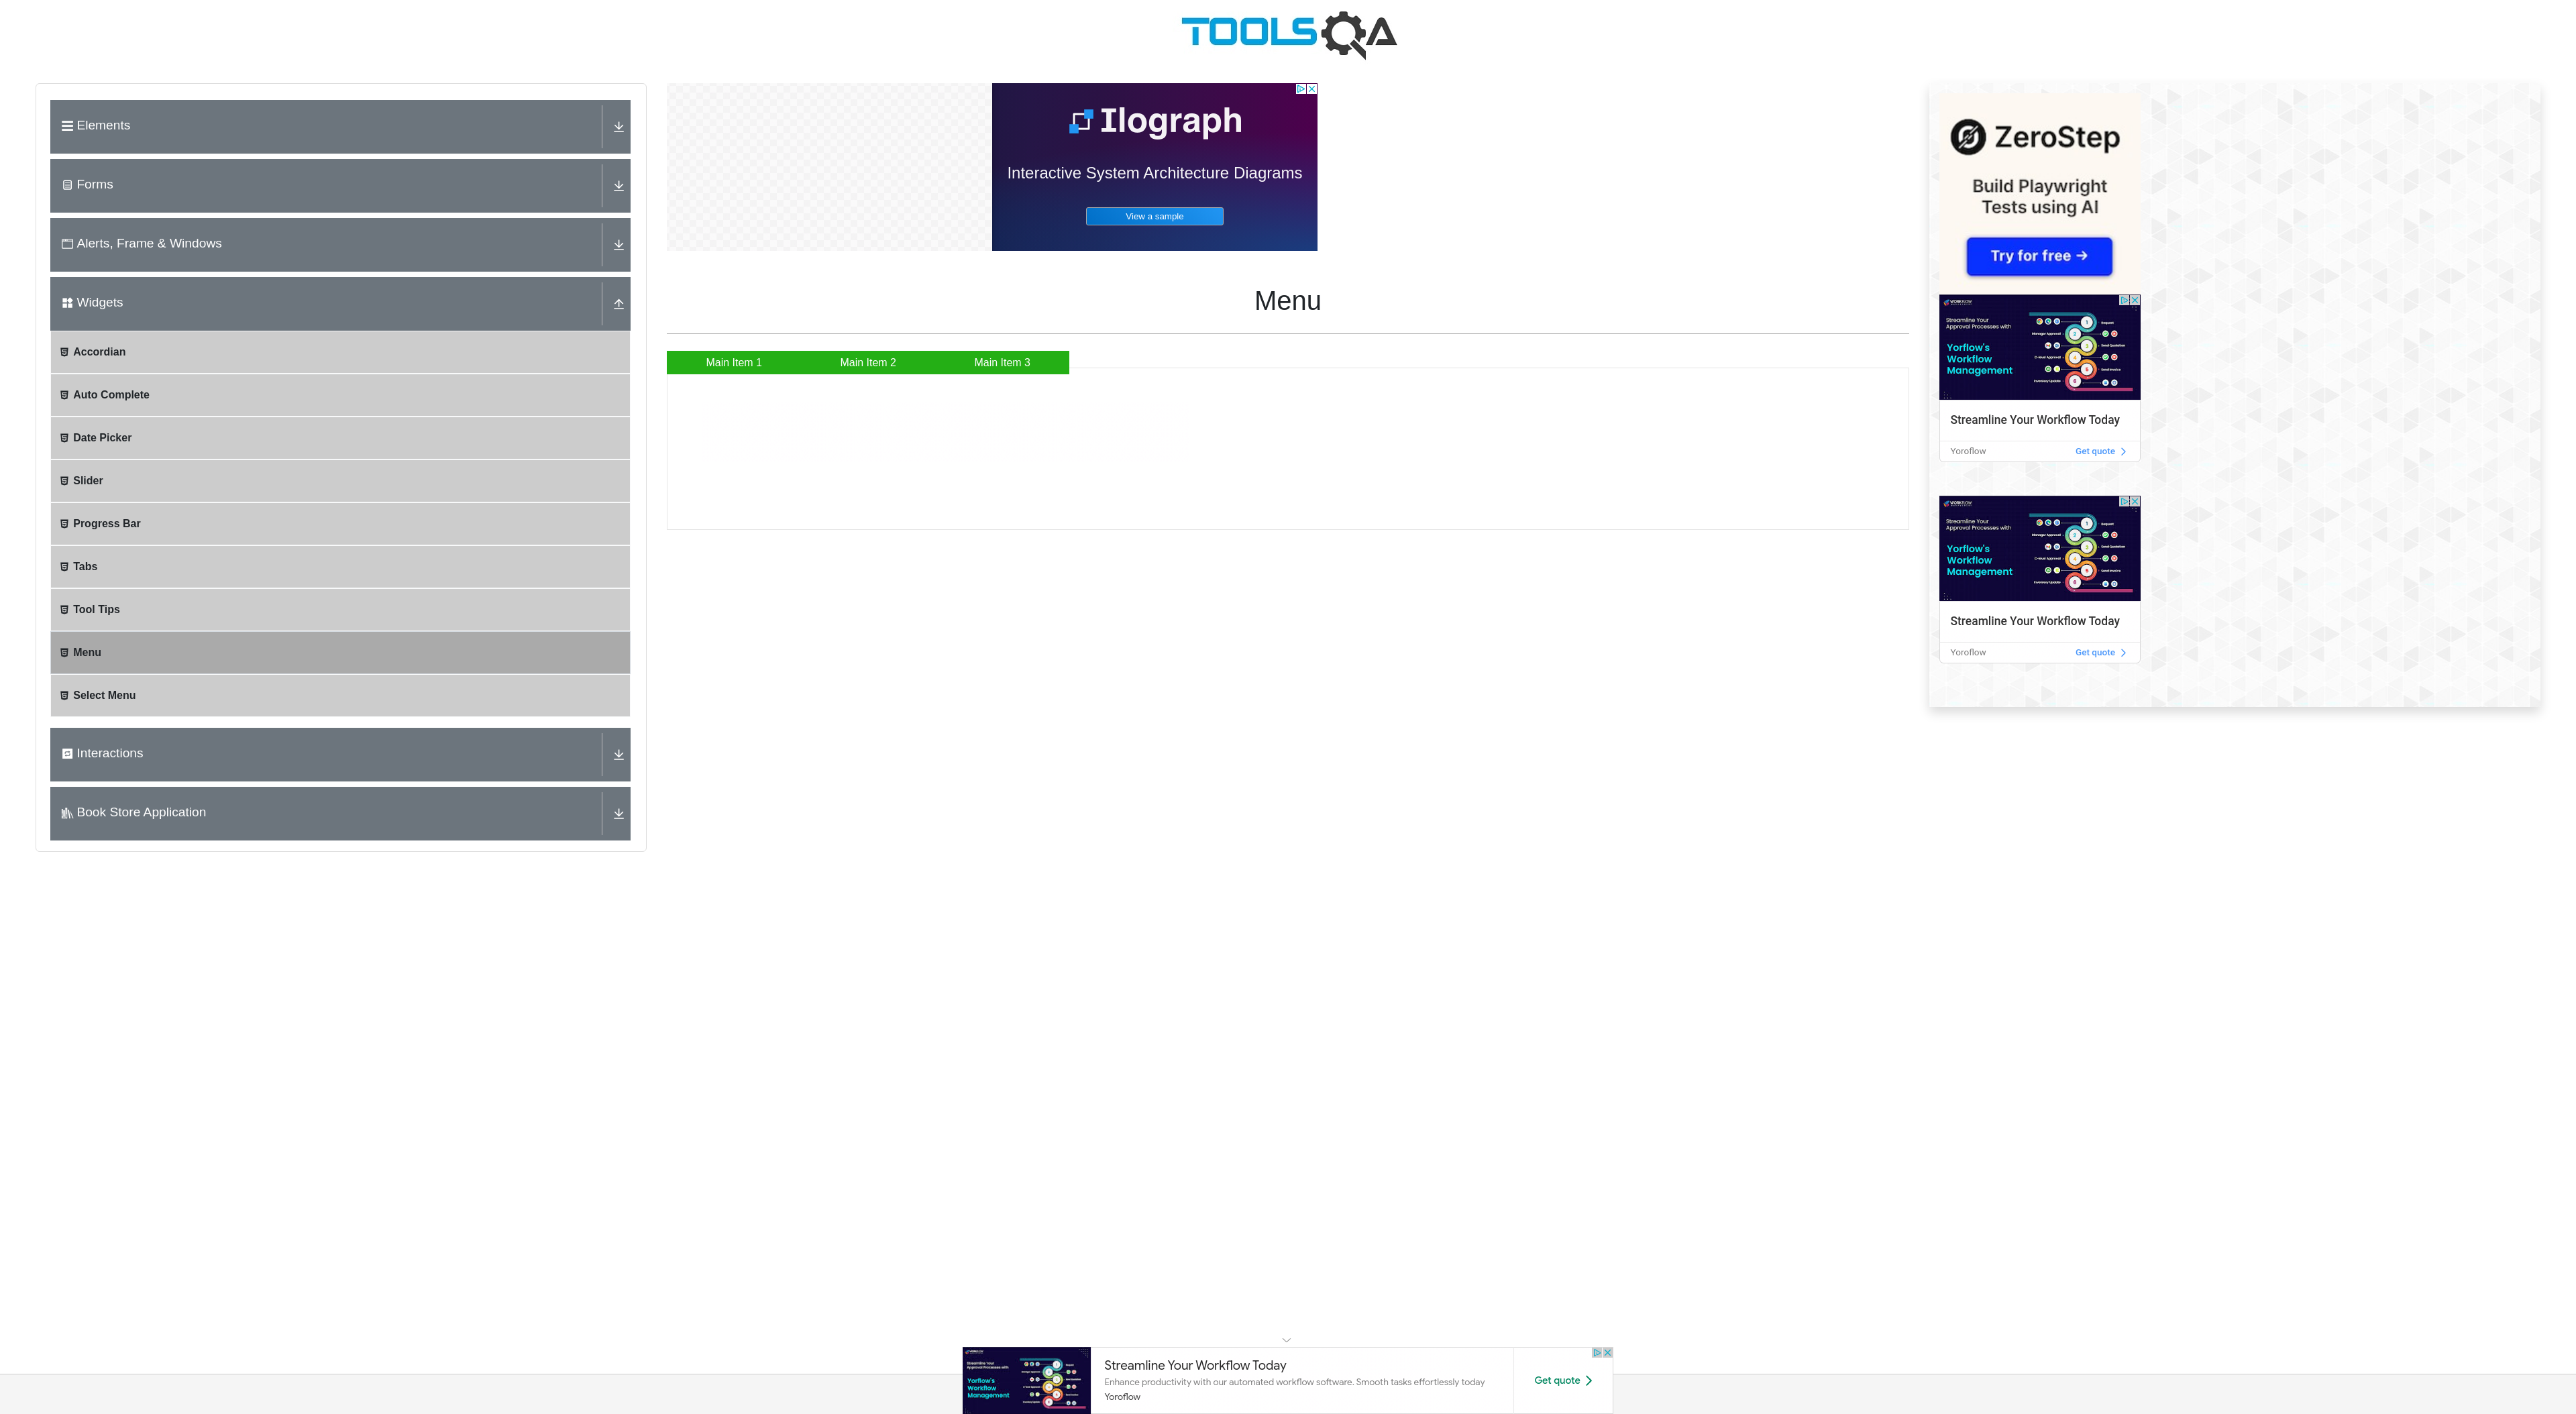 TOOLSQA
Elements
Forms
Alerts, Frame & Windows
Widgets
Accordian
Auto Complete
Date Picker
Slider
Progress Bar
Tabs
Tool Tips
Menu
Select Menu
Interactions
Book Store Application
Ilograph
Interactive System Architecture Diagrams
View a sample
Menu
Main Item 1
Main Item 2
Main Item 3
ZeroStep
Build Playwright
Tests using AI
Try for free →
Streamline Your
Approval Processes with
Yorflow's
Workflow
Management
Streamline Your Workflow Today
Yoroflow
Get quote
Streamline Your
Approval Processes with
Yorflow's
Workflow
Management
Streamline Your Workflow Today
Yoroflow
Get quote
Streamline Your
Approval Processes with
Yorflow's
Workflow
Management
Streamline Your Workflow Today
Enhance productivity with our automated workflow software. Smooth tasks effortlessly today
Yoroflow
Get quote